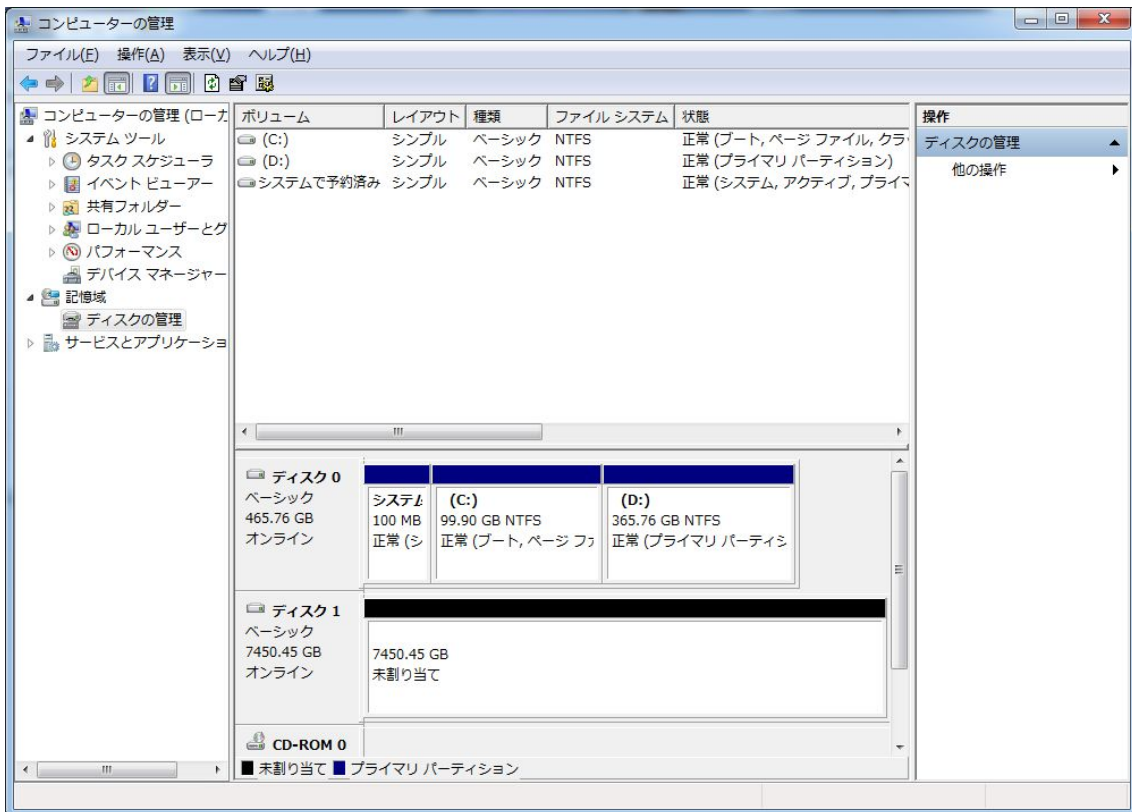 コンピューターの管理
ファイル(F) 操作(A) 表示(V) ヘルプ(H)
コンピューターの管理 (ローカ
システム ツール
タスク スケジューラ
イベント ビューアー
共有フォルダー
ローカル ユーザーとグ
パフォーマンス
デバイス マネージャー
記憶域
ディスクの管理
サービスとアプリケーショ
ボリューム レイアウト 種類 ファイル システム 状態
(C:) シンプル ベーシック NTFS 正常 (ブート, ページ ファイル, クラッ
(D:) シンプル ベーシック NTFS 正常 (プライマリ パーティション)
システムで予約済み シンプル ベーシック NTFS 正常 (システム, アクティブ, プライマ
ディスク 0
ベーシック
465.76 GB
オンライン
システム
100 MB
正常 (シ
(C:)
99.90 GB NTFS
正常 (ブート, ページ ファ
(D:)
365.76 GB NTFS
正常 (プライマリ パーティシ
ディスク 1
ベーシック
7450.45 GB
オンライン
7450.45 GB
未割り当て
CD-ROM 0
未割り当て プライマリ パーティション
操作
ディスクの管理
他の操作